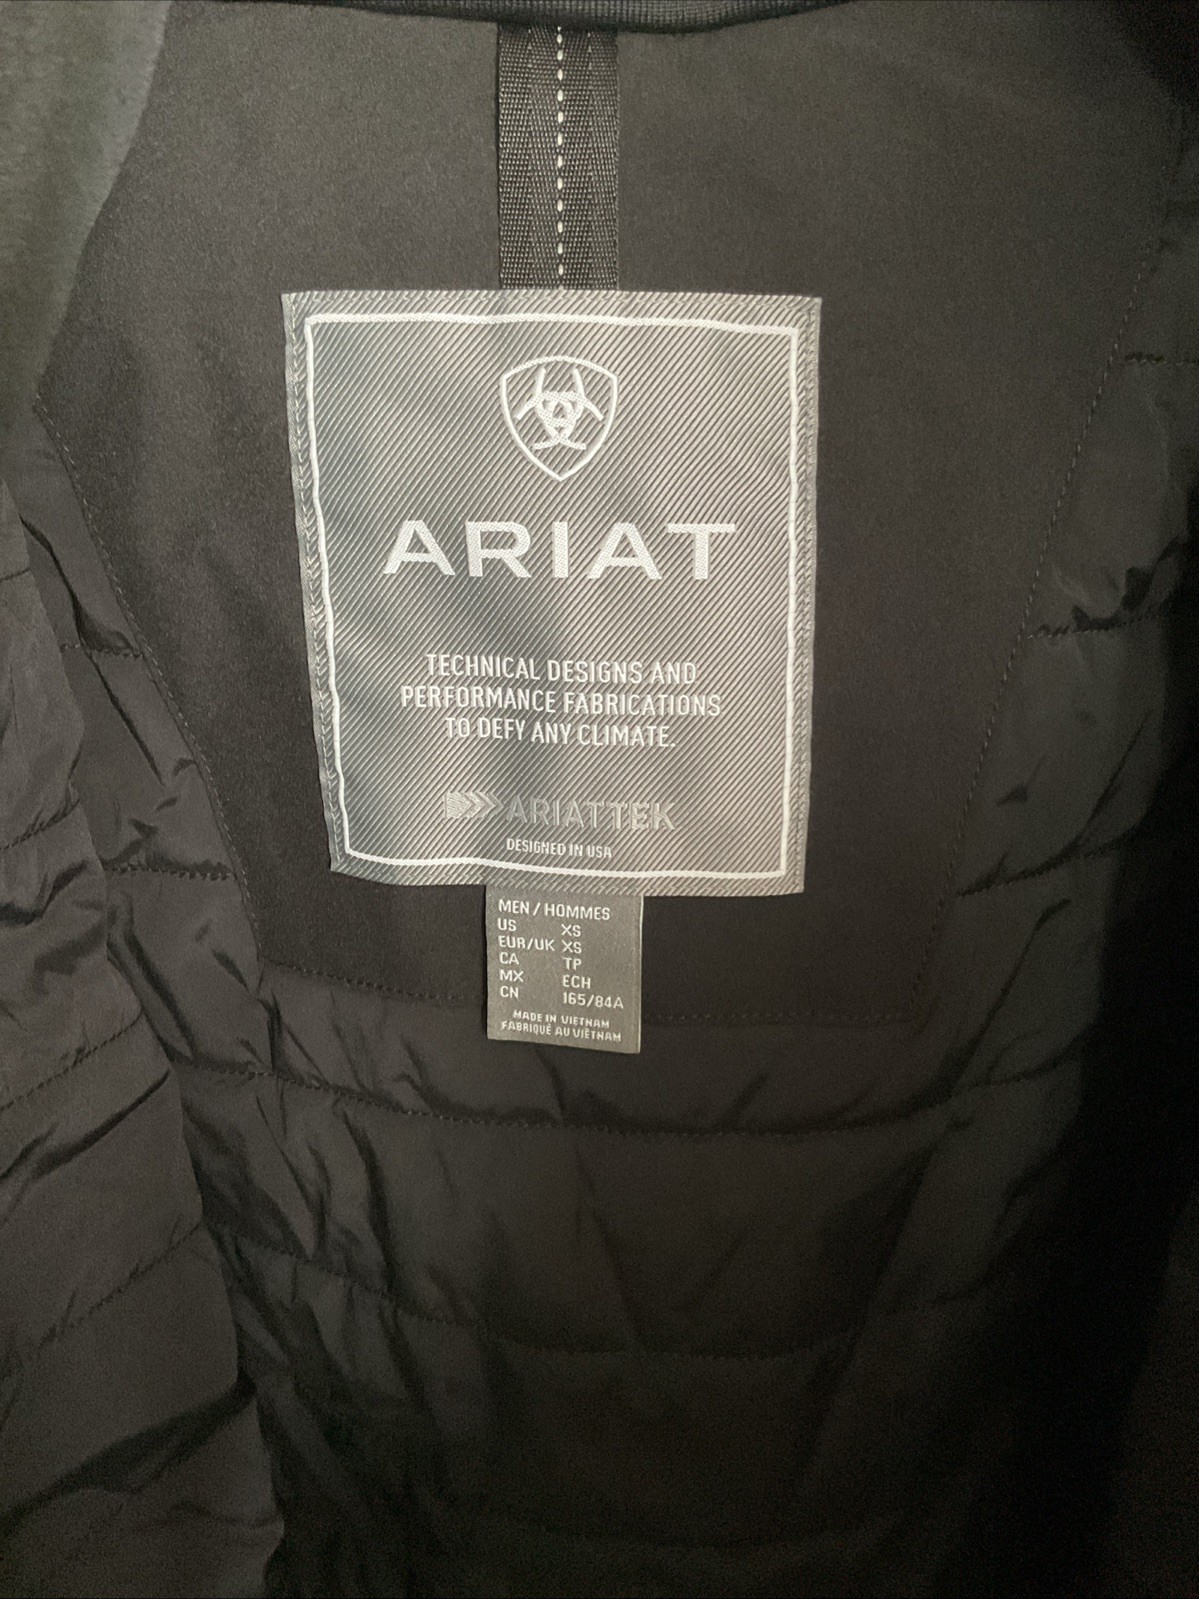 ARIAT
TECHNICAL DESIGNS AND
PERFORMANCE FABRICATIONS
TO DEFY ANY CLIMATE.
ARIATTEK
DESIGNED IN USA
MEN / HOMMES
US XS
EUR/UK XS
CA TP
MX ECH
CN 165/84A
MADE IN VIETNAM
FABRIQUÉ AU VIÊTNAM